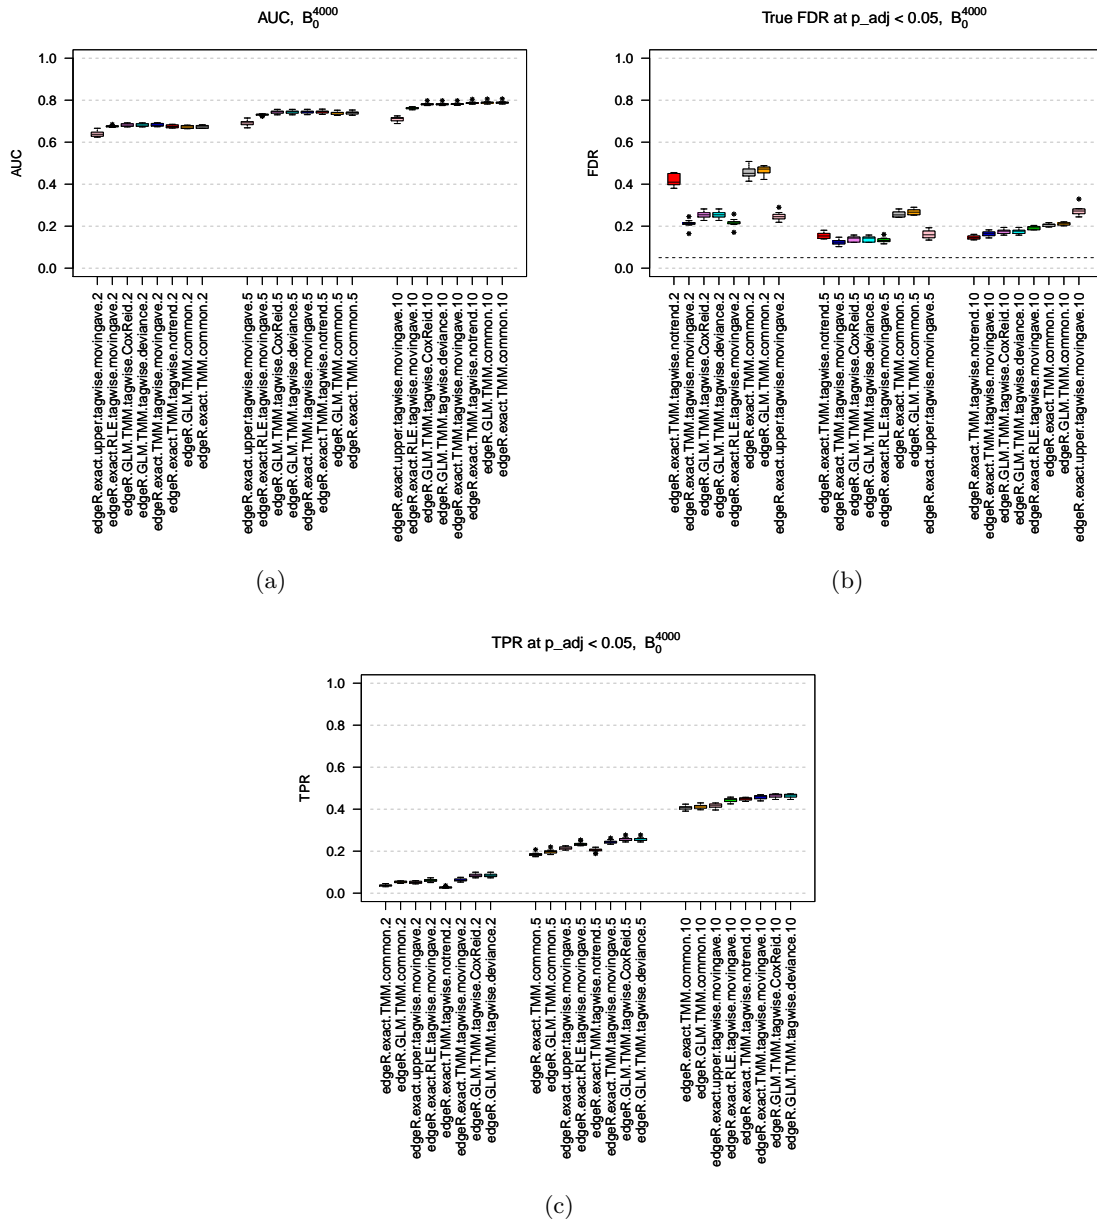 AUC, B₀⁴⁰⁰⁰
1.0
0.8
0.6
0.4
0.2
0.0
AUC
edgeR.exact.upper.tagwise.movingave.2
edgeR.exact.RLE.tagwise.movingave.2
edgeR.GLM.TMM.tagwise.CoxReid.2
edgeR.GLM.TMM.tagwise.deviance.2
edgeR.exact.TMM.tagwise.movingave.2
edgeR.exact.TMM.tagwise.notrend.2
edgeR.GLM.TMM.common.2
edgeR.exact.TMM.common.2
edgeR.exact.upper.tagwise.movingave.5
edgeR.exact.RLE.tagwise.movingave.5
edgeR.GLM.TMM.tagwise.CoxReid.5
edgeR.GLM.TMM.tagwise.deviance.5
edgeR.exact.TMM.tagwise.movingave.5
edgeR.exact.TMM.tagwise.notrend.5
edgeR.GLM.TMM.common.5
edgeR.exact.TMM.common.5
edgeR.exact.upper.tagwise.movingave.10
edgeR.exact.RLE.tagwise.movingave.10
edgeR.GLM.TMM.tagwise.CoxReid.10
edgeR.GLM.TMM.tagwise.deviance.10
edgeR.exact.TMM.tagwise.movingave.10
edgeR.exact.TMM.tagwise.notrend.10
edgeR.GLM.TMM.common.10
edgeR.exact.TMM.common.10
(a)
True FDR at p_adj < 0.05, B₀⁴⁰⁰⁰
1.0
0.8
0.6
0.4
0.2
0.0
FDR
edgeR.exact.TMM.tagwise.notrend.2
edgeR.exact.TMM.tagwise.movingave.2
edgeR.GLM.TMM.tagwise.CoxReid.2
edgeR.GLM.TMM.tagwise.deviance.2
edgeR.exact.RLE.tagwise.movingave.2
edgeR.exact.TMM.common.2
edgeR.GLM.TMM.common.2
edgeR.exact.upper.tagwise.movingave.2
edgeR.exact.TMM.tagwise.notrend.5
edgeR.exact.TMM.tagwise.movingave.5
edgeR.GLM.TMM.tagwise.CoxReid.5
edgeR.GLM.TMM.tagwise.deviance.5
edgeR.exact.RLE.tagwise.movingave.5
edgeR.exact.TMM.common.5
edgeR.GLM.TMM.common.5
edgeR.exact.upper.tagwise.movingave.5
edgeR.exact.TMM.tagwise.notrend.10
edgeR.exact.TMM.tagwise.movingave.10
edgeR.GLM.TMM.tagwise.CoxReid.10
edgeR.GLM.TMM.tagwise.deviance.10
edgeR.exact.RLE.tagwise.movingave.10
edgeR.exact.TMM.common.10
edgeR.GLM.TMM.common.10
edgeR.exact.upper.tagwise.movingave.10
(b)
TPR at p_adj < 0.05, B₀⁴⁰⁰⁰
1.0
0.8
0.6
0.4
0.2
0.0
TPR
edgeR.exact.TMM.common.2
edgeR.GLM.TMM.common.2
edgeR.exact.upper.tagwise.movingave.2
edgeR.exact.RLE.tagwise.movingave.2
edgeR.exact.TMM.tagwise.notrend.2
edgeR.exact.TMM.tagwise.movingave.2
edgeR.GLM.TMM.tagwise.CoxReid.2
edgeR.GLM.TMM.tagwise.deviance.2
edgeR.exact.TMM.common.5
edgeR.GLM.TMM.common.5
edgeR.exact.upper.tagwise.movingave.5
edgeR.exact.RLE.tagwise.movingave.5
edgeR.exact.TMM.tagwise.notrend.5
edgeR.exact.TMM.tagwise.movingave.5
edgeR.GLM.TMM.tagwise.CoxReid.5
edgeR.GLM.TMM.tagwise.deviance.5
edgeR.exact.TMM.common.10
edgeR.GLM.TMM.common.10
edgeR.exact.upper.tagwise.movingave.10
edgeR.exact.RLE.tagwise.movingave.10
edgeR.exact.TMM.tagwise.notrend.10
edgeR.exact.TMM.tagwise.movingave.10
edgeR.GLM.TMM.tagwise.CoxReid.10
edgeR.GLM.TMM.tagwise.deviance.10
(c)